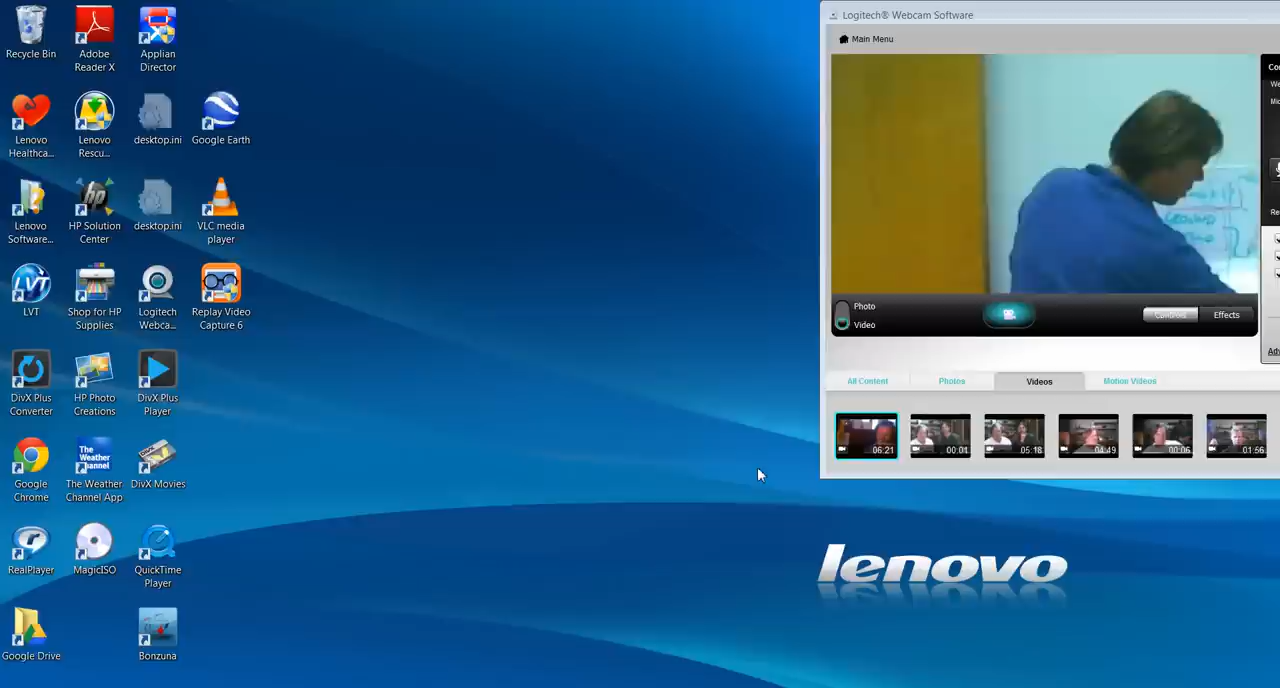 Recycle Bin
Adobe
Reader X
Applian
Director
Lenovo
Healthca...
Lenovo
Rescu...
desktop.ini
Google Earth
Lenovo
Software...
HP Solution
Center
desktop.ini
VLC media
player
LVT
Shop for HP
Supplies
Logitech
Webca...
Replay Video
Capture 6
DivX Plus
Converter
HP Photo
Creations
DivX Plus
Player
Google
Chrome
The Weather
Channel App
DivX Movies
RealPlayer
MagicISO
QuickTime
Player
Google Drive
Bonzuna
Logitech® Webcam Software
Main Menu
Photo
Video
Controls
Effects
All Content
Photos
Videos
Motion Videos
06:21
00:01
05:18
04:49
00:06
01:56
lenovo